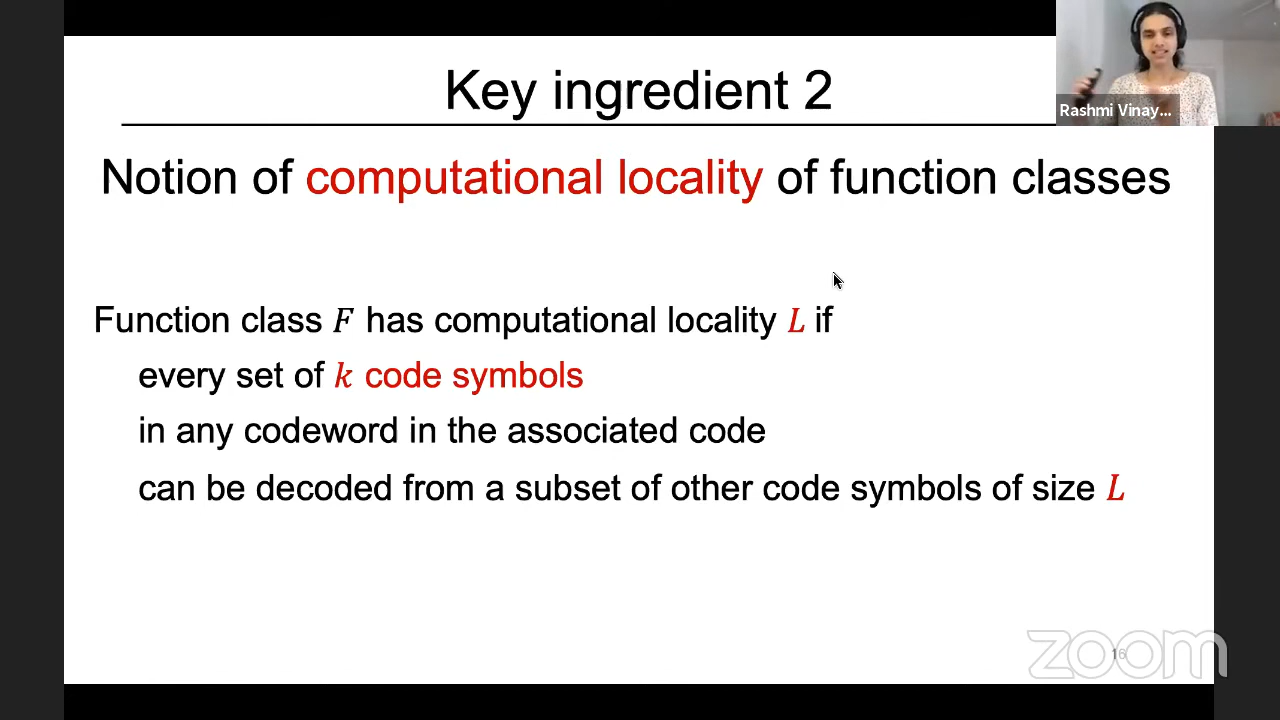 Key ingredient 2
Rashmi Vinay...
Notion of computational locality of function classes
Function class F has computational locality L if
every set of k code symbols
in any codeword in the associated code
can be decoded from a subset of other code symbols of size L
zoom
16